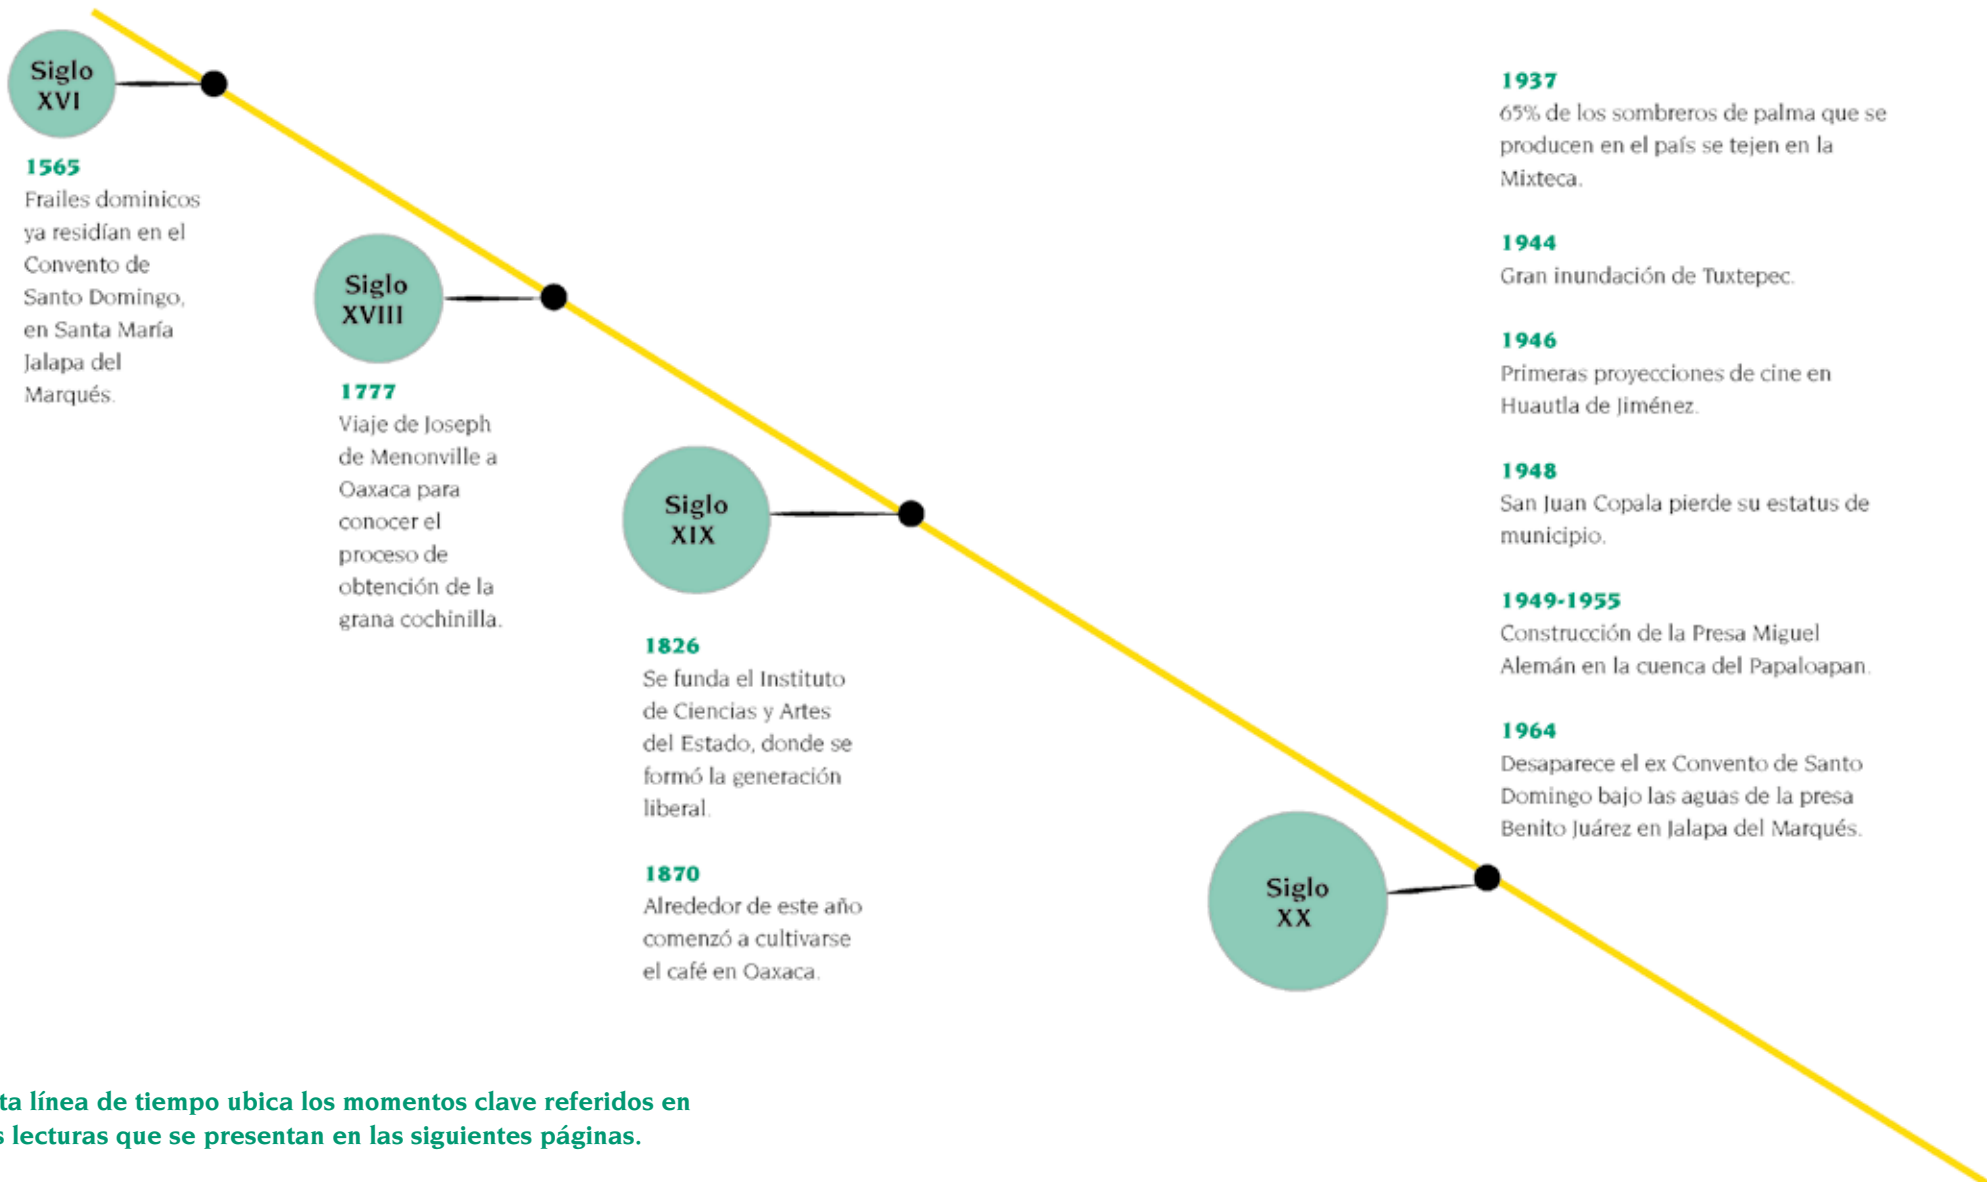 Siglo
XVI
1565
Frailes dominicos
ya residían en el
Convento de
Santo Domingo,
en Santa María
Jalapa del
Marqués.
Siglo
XVIII
1777
Viaje de Joseph
de Menonville a
Oaxaca para
conocer el
proceso de
obtención de la
grana cochinilla.
Siglo
XIX
1826
Se funda el Instituto
de Ciencias y Artes
del Estado, donde se
formó la generación
liberal.
1870
Alrededor de este año
comenzó a cultivarse
el café en Oaxaca.
Siglo
XX
1937
65% de los sombreros de palma que se
producen en el país se tejen en la
Mixteca.
1944
Gran inundación de Tuxtepec.
1946
Primeras proyecciones de cine en
Huautla de Jiménez.
1948
San Juan Copala pierde su estatus de
municipio.
1949-1955
Construcción de la Presa Miguel
Alemán en la cuenca del Papaloapan.
1964
Desaparece el ex Convento de Santo
Domingo bajo las aguas de la presa
Benito Juárez en Jalapa del Marqués.
ta línea de tiempo ubica los momentos clave referidos en
s lecturas que se presentan en las siguientes páginas.